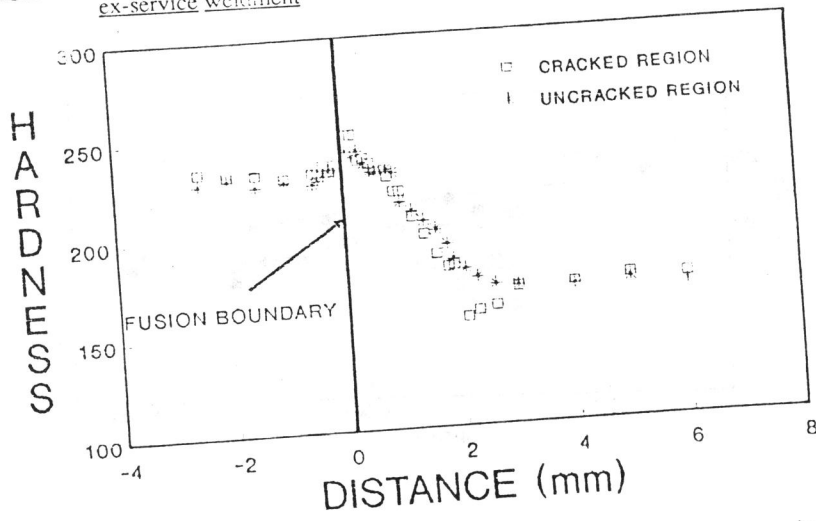 ex-service weldment
300
250
200
150
100
HARDNESS
CRACKED REGION
UNCRACKED REGION
FUSION BOUNDARY
-4
-2
0
2
4
6
8
DISTANCE (mm)